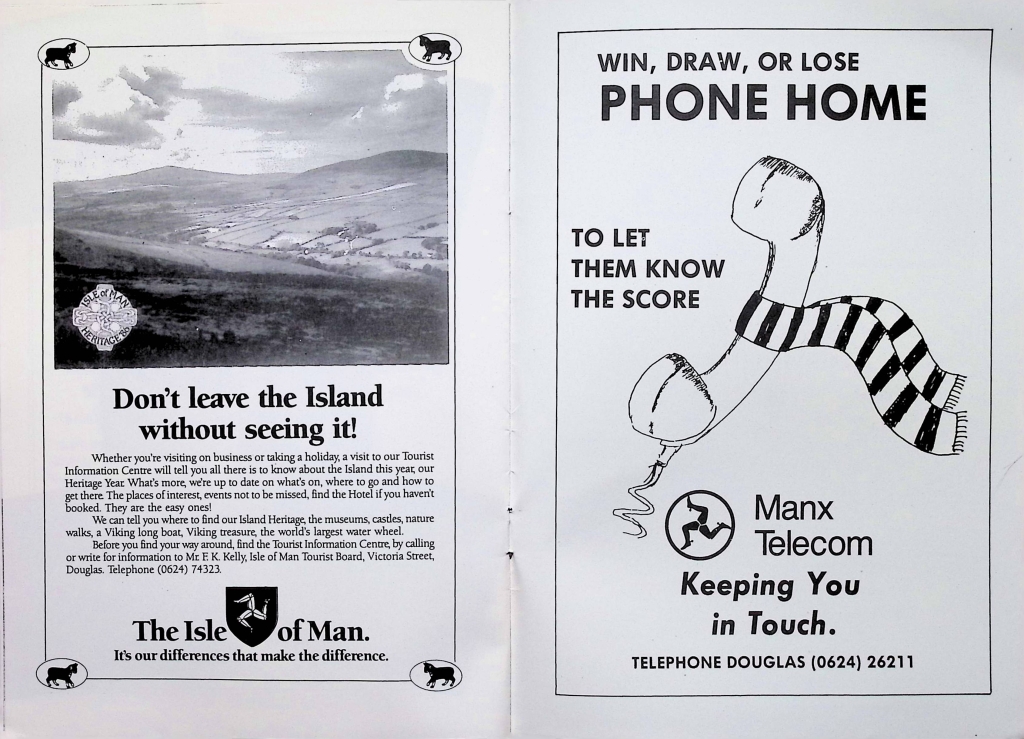 ISLE of MAN
HERITAGE '86
Don't leave the Island
without seeing it!
Whether you're visiting on business or taking a holiday, a visit to our Tourist
Information Centre will tell you all there is to know about the Island this year, our
Heritage Year. What's more, we're up to date on what's on, where to go and how to
get there. The places of interest, events not to be missed, find the Hotel if you haven't
booked. They are the easy ones!
We can tell you where to find our Island Heritage, the museums, castles, nature
walks, a Viking long boat, Viking treasure, the world's largest water wheel.
Before you find your way around, find the Tourist Information Centre, by calling
or write for information to Mr. F. K. Kelly, Isle of Man Tourist Board, Victoria Street,
Douglas. Telephone (0624) 74323.
The Isle of Man.
It's our differences that make the difference.
WIN, DRAW, OR LOSE
PHONE HOME
TO LET
THEM KNOW
THE SCORE
Manx
Telecom
Keeping You
in Touch.
TELEPHONE DOUGLAS (0624) 26211